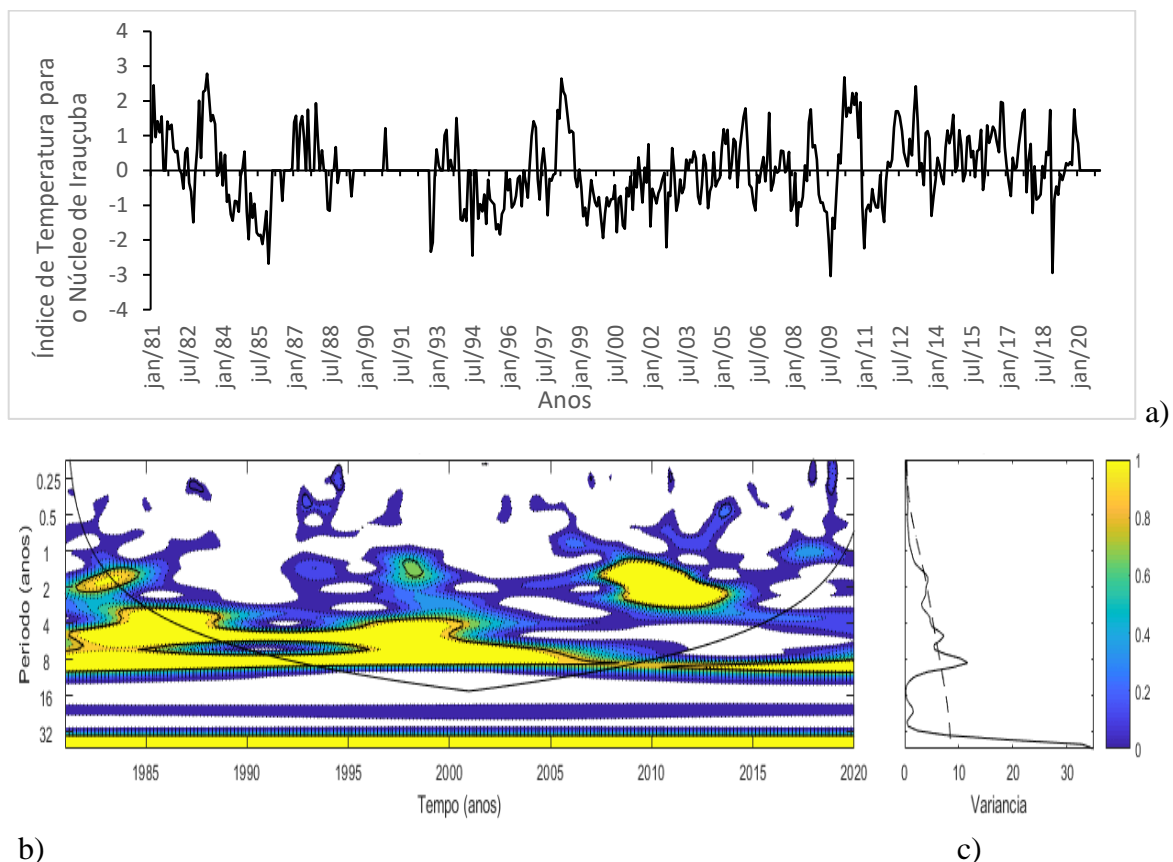 Índice de Temperatura para
o Núcleo de Irauçuba
4
3
2
1
0
-1
-2
-3
-4
jan/81
jul/82
jan/84
jul/85
jan/87
jul/88
jan/90
jul/91
jan/93
jul/94
jan/96
jul/97
jan/99
jul/00
jan/02
jul/03
jan/05
jul/06
jan/08
jul/09
jan/11
jul/12
jan/14
jul/15
jan/17
jul/18
jan/20
Anos
a)
Periodo (anos)
0.25
0.5
1
2
4
8
16
32
1985
1990
1995
2000
2005
2010
2015
2020
Tempo (anos)
b)
0
10
20
30
Variancia
1
0.8
0.6
0.4
0.2
0
c)